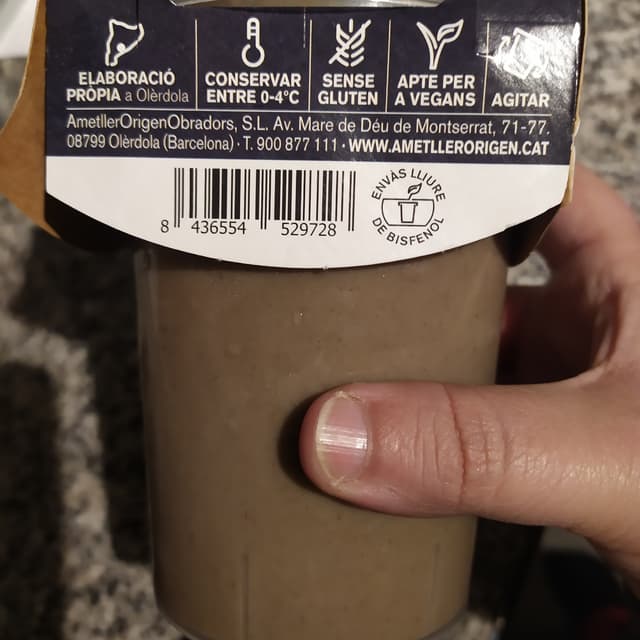 ELABORACIÓ
PRÒPIA a Olèrdola
CONSERVAR
ENTRE 0-4°C
SENSE
GLUTEN
APTE PER
A VEGANS
AGITAR
AmetllerOrigenObradors, S.L. Av. Mare de Déu de Montserrat, 71-77.
08799 Olèrdola (Barcelona) · T. 900 877 111 · WWW.AMETLLERORIGEN.CAT
8 436554 529728
ENVÀS LLIURE
DE BISFENOL